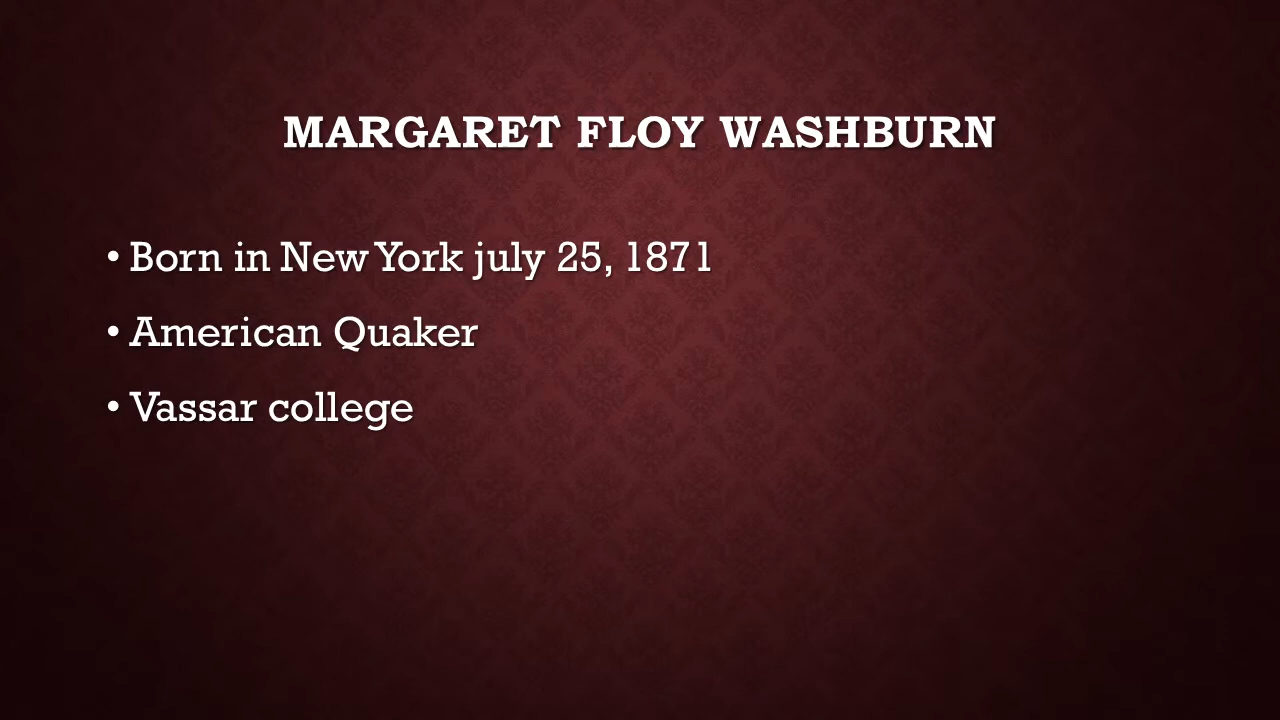 MARGARET FLOY WASHBURN
• Born in New York july 25, 1871
• American Quaker
• Vassar college